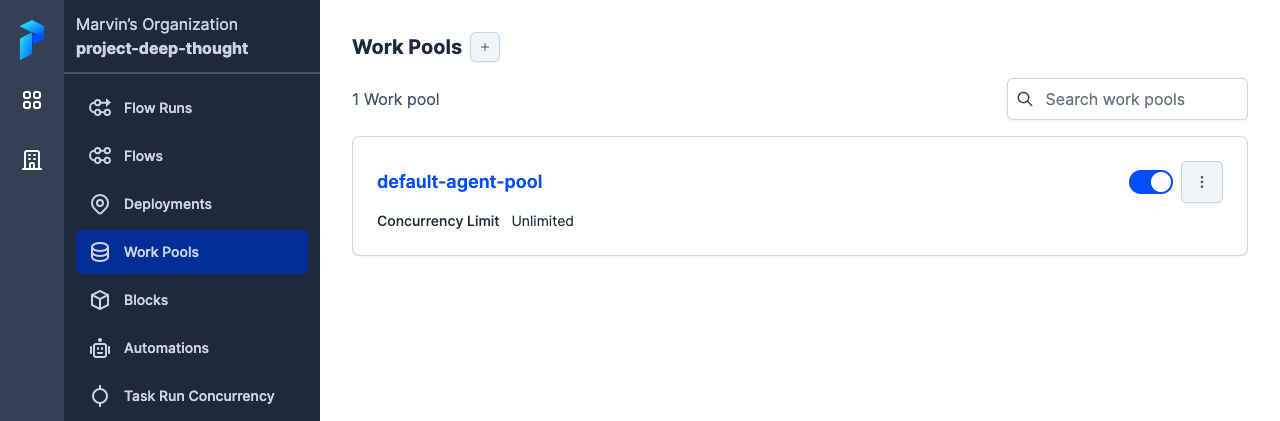 Marvin’s Organization
project-deep-thought
Flow Runs
Flows
Deployments
Work Pools
Blocks
Automations
Task Run Concurrency
Work Pools
1 Work pool
Search work pools
default-agent-pool
Concurrency Limit Unlimited